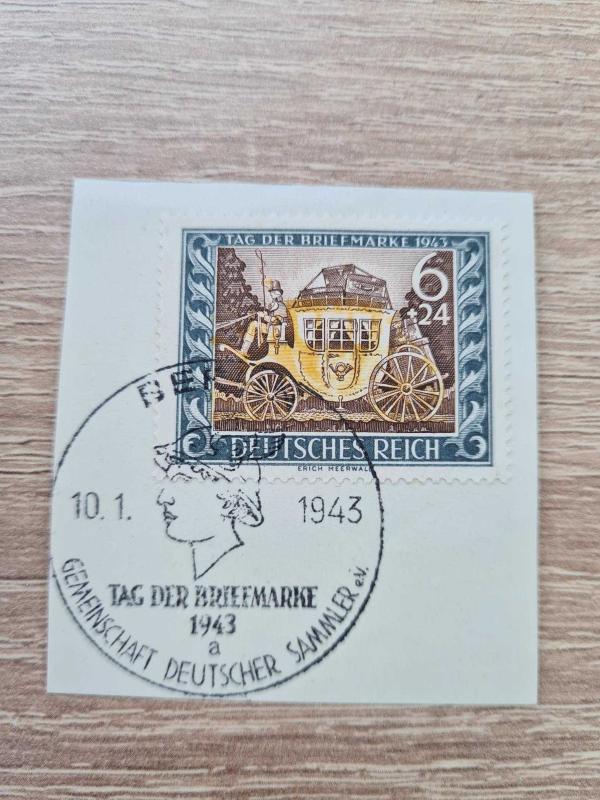 TAG DER BRIEFMARKE 1943
6
+24
DEUTSCHES REICH
ERICH MEERWALD
10.1. 1943
TAG DER BRIEFMARKE
1943
a
GEMEINSCHAFT DEUTSCHER SAMMLER e.V.